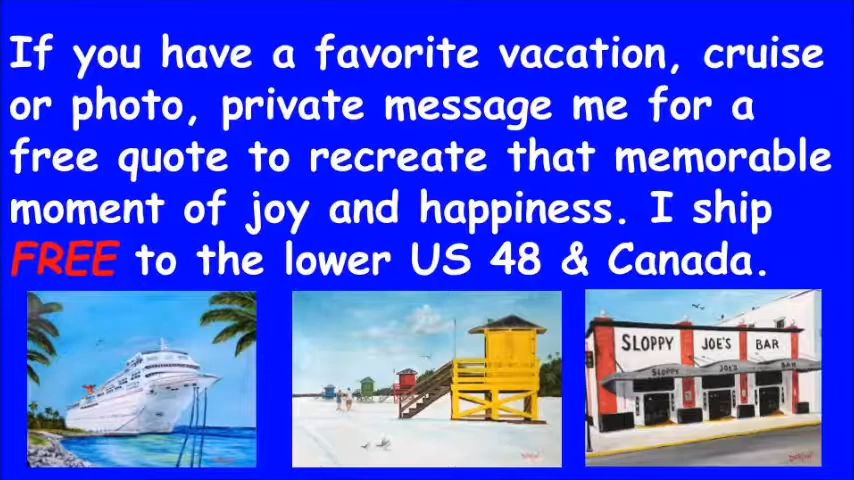 If you have a favorite vacation, cruise
or photo, private message me for a
free quote to recreate that memorable
moment of joy and happiness. I ship
FREE to the lower US 48 & Canada.
SLOPPY JOE'S BAR
SLOPPY JOE'S BAR